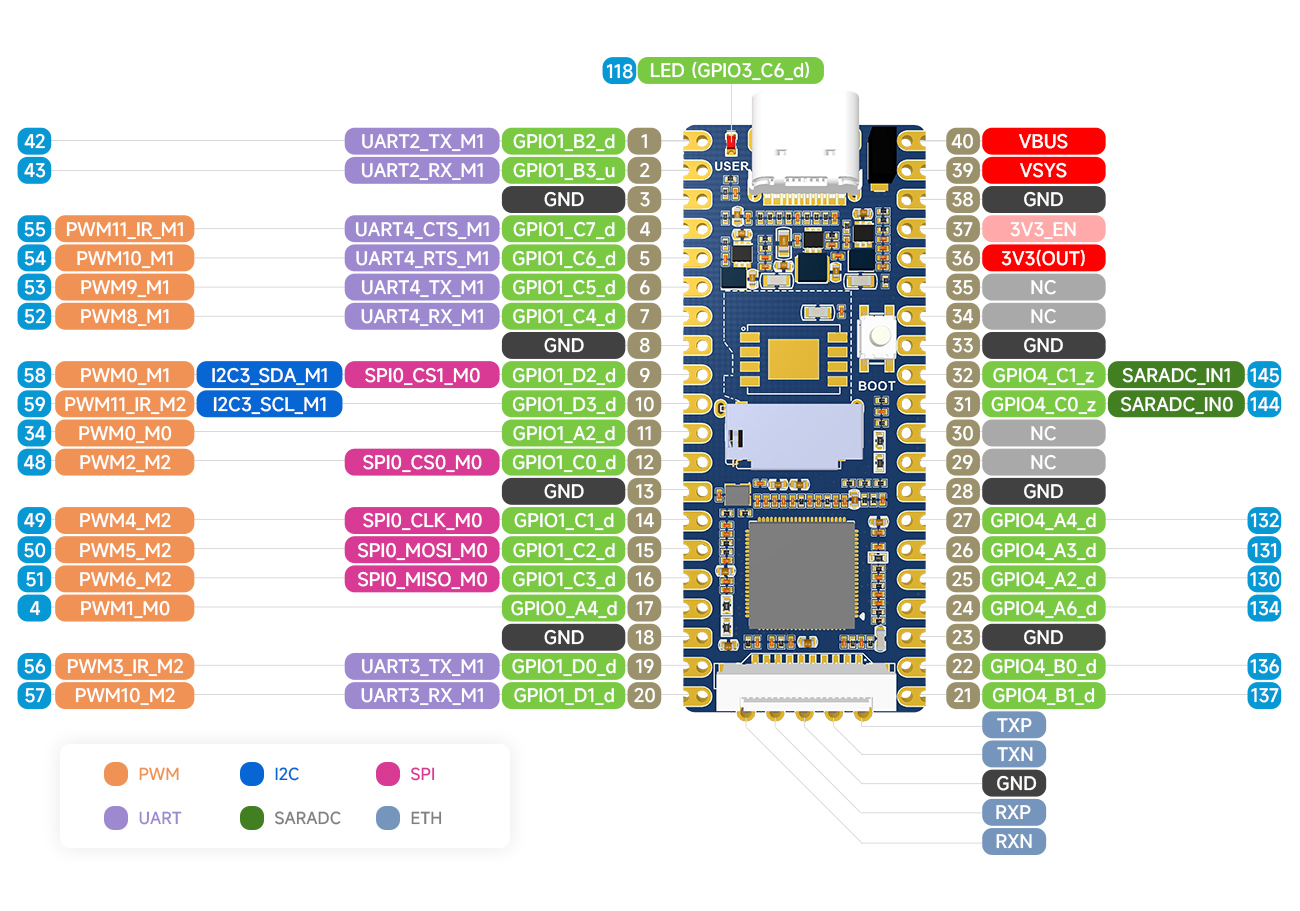 118 LED (GPIO3_C6_d)
42 UART2_TX_M1 GPIO1_B2_d 1 40 VBUS
43 UART2_RX_M1 GPIO1_B3_u 2 USER 39 VSYS
GND 3 38 GND
55 PWM11_IR_M1 UART4_CTS_M1 GPIO1_C7_d 4 37 3V3_EN
54 PWM10_M1 UART4_RTS_M1 GPIO1_C6_d 5 36 3V3(OUT)
53 PWM9_M1 UART4_TX_M1 GPIO1_C5_d 6 35 NC
52 PWM8_M1 UART4_RX_M1 GPIO1_C4_d 7 34 NC
GND 8 33 GND
58 PWM0_M1 I2C3_SDA_M1 SPI0_CS1_M0 GPIO1_D2_d 9 BOOT 32 GPIO4_C1_z SARADC_IN1 145
59 PWM11_IR_M2 I2C3_SCL_M1 GPIO1_D3_d 10 31 GPIO4_C0_z SARADC_IN0 144
34 PWM0_M0 GPIO1_A2_d 11 30 NC
48 PWM2_M2 SPI0_CS0_M0 GPIO1_C0_d 12 29 NC
GND 13 28 GND
49 PWM4_M2 SPI0_CLK_M0 GPIO1_C1_d 14 27 GPIO4_A4_d 132
50 PWM5_M2 SPI0_MOSI_M0 GPIO1_C2_d 15 26 GPIO4_A3_d 131
51 PWM6_M2 SPI0_MISO_M0 GPIO1_C3_d 16 25 GPIO4_A2_d 130
4 PWM1_M0 GPIO0_A4_d 17 24 GPIO4_A6_d 134
GND 18 23 GND
56 PWM3_IR_M2 UART3_TX_M1 GPIO1_D0_d 19 22 GPIO4_B0_d 136
57 PWM10_M2 UART3_RX_M1 GPIO1_D1_d 20 21 GPIO4_B1_d 137
TXP
TXN
GND
RXP
RXN
PWM I2C SPI
UART SARADC ETH